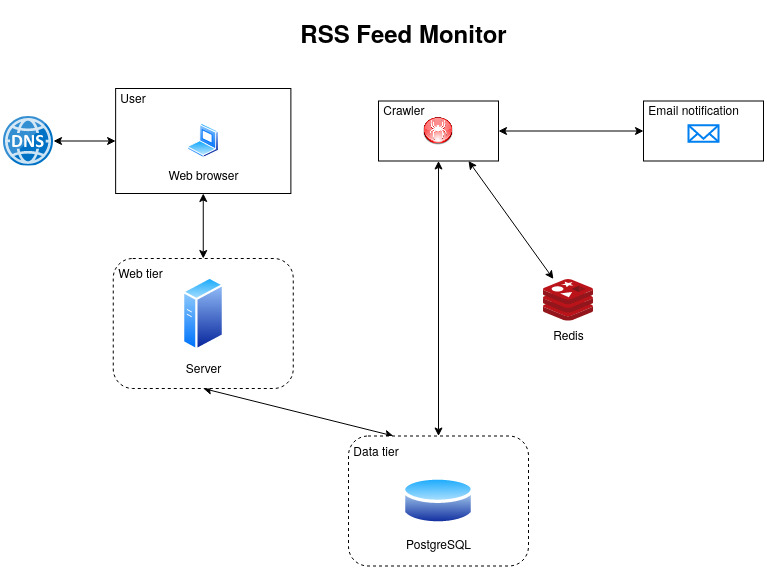 RSS Feed Monitor
User
Crawler
Email notification
DNS
Web browser
Web tier
Server
Redis
Data tier
PostgreSQL